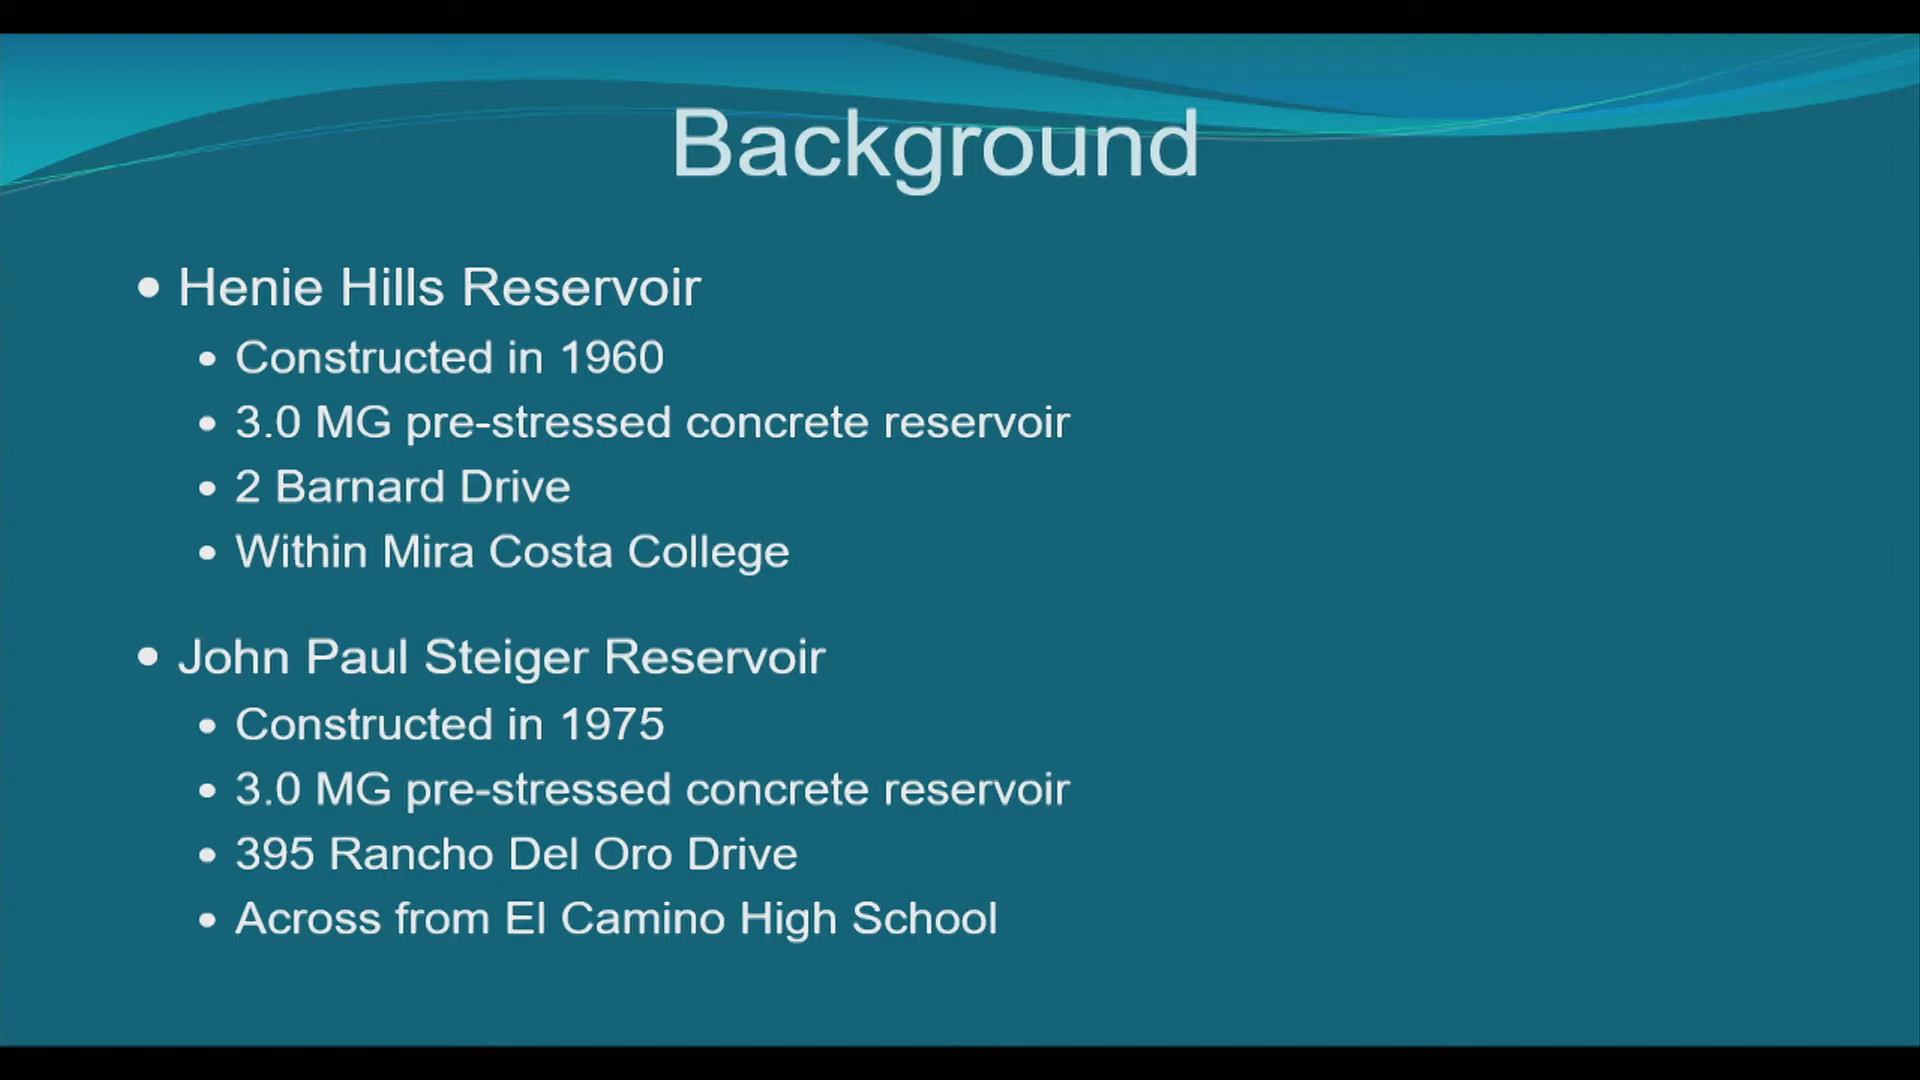 Background
• Henie Hills Reservoir
• Constructed in 1960
• 3.0 MG pre-stressed concrete reservoir
• 2 Barnard Drive
• Within Mira Costa College
• John Paul Steiger Reservoir
• Constructed in 1975
• 3.0 MG pre-stressed concrete reservoir
• 395 Rancho Del Oro Drive
• Across from El Camino High School